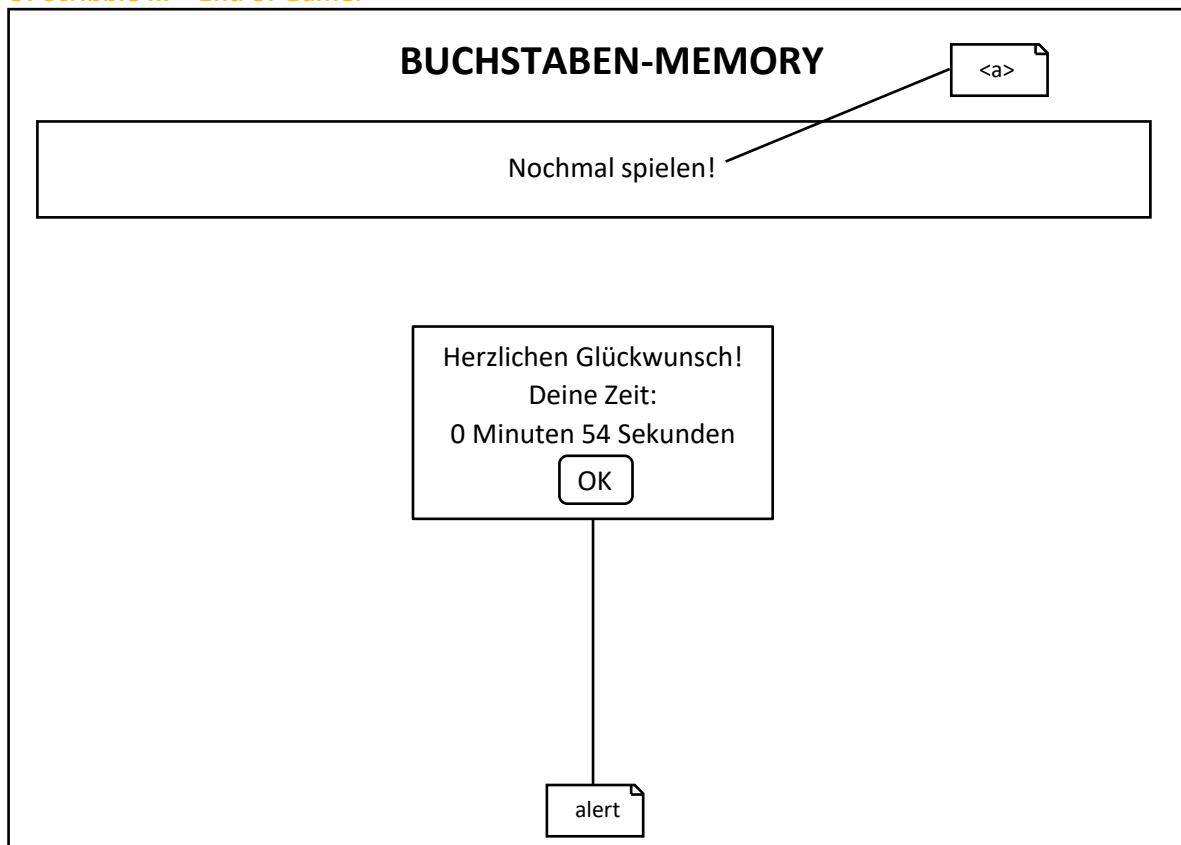 BUCHSTABEN-MEMORY
<a>
Nochmal spielen!
Herzlichen Glückwunsch!
Deine Zeit:
0 Minuten 54 Sekunden
OK
alert